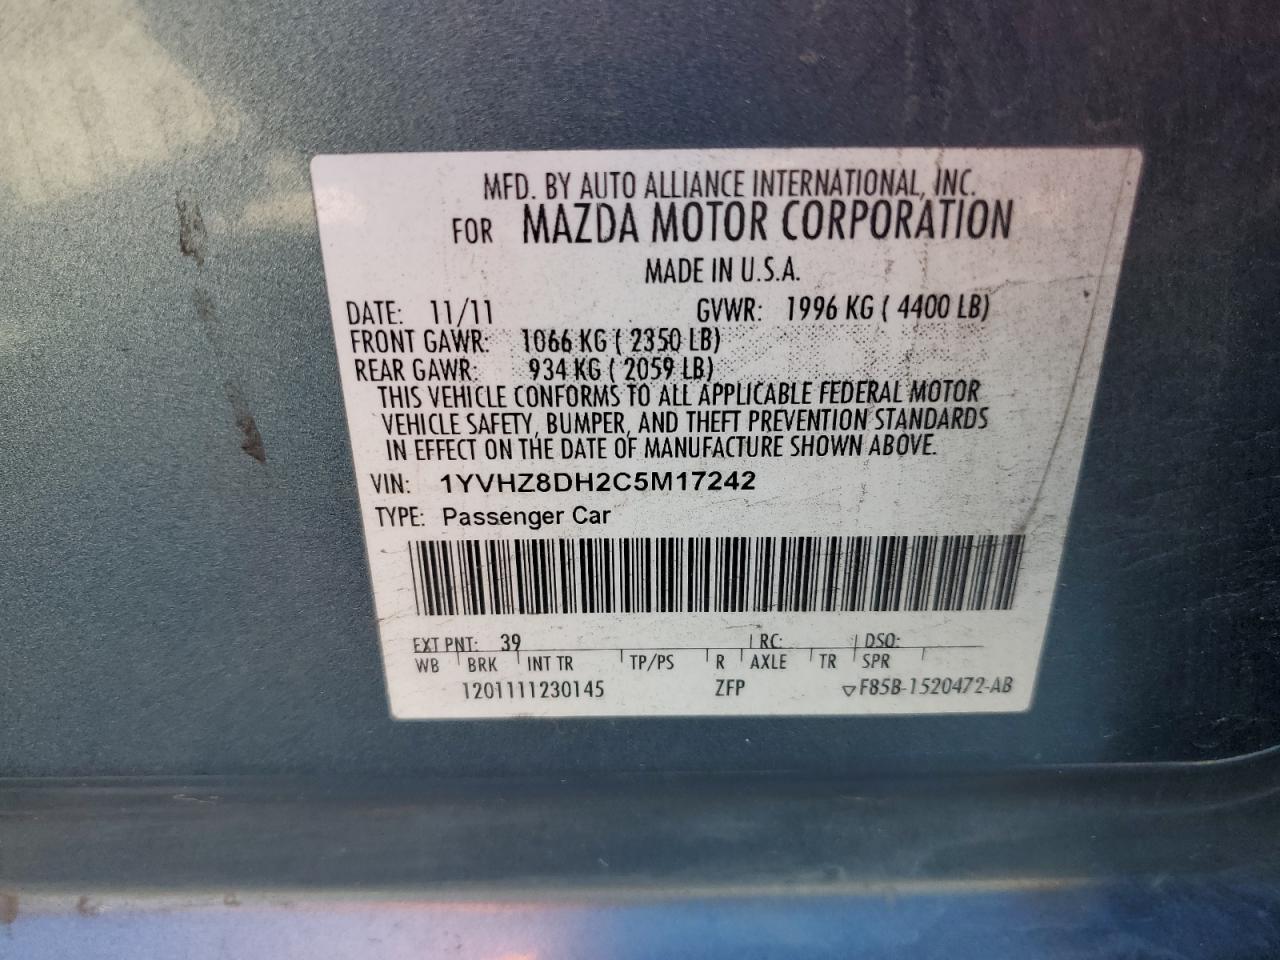 MFD. BY AUTO ALLIANCE INTERNATIONAL, INC.
FOR MAZDA MOTOR CORPORATION
MADE IN U.S.A.
DATE: 11/11 GVWR: 1996 KG ( 4400 LB)
FRONT GAWR: 1066 KG ( 2350 LB)
REAR GAWR: 934 KG ( 2059 LB)
THIS VEHICLE CONFORMS TO ALL APPLICABLE FEDERAL MOTOR
VEHICLE SAFETY, BUMPER, AND THEFT PREVENTION STANDARDS
IN EFFECT ON THE DATE OF MANUFACTURE SHOWN ABOVE.
VIN: 1YVHZ8DH2C5M17242
TYPE: Passenger Car
EXT PNT: 39 RC: DSO:
WB BRK INT TR TP/PS R AXLE TR SPR
1201111230145 ZFP ▽F85B-1520472-AB